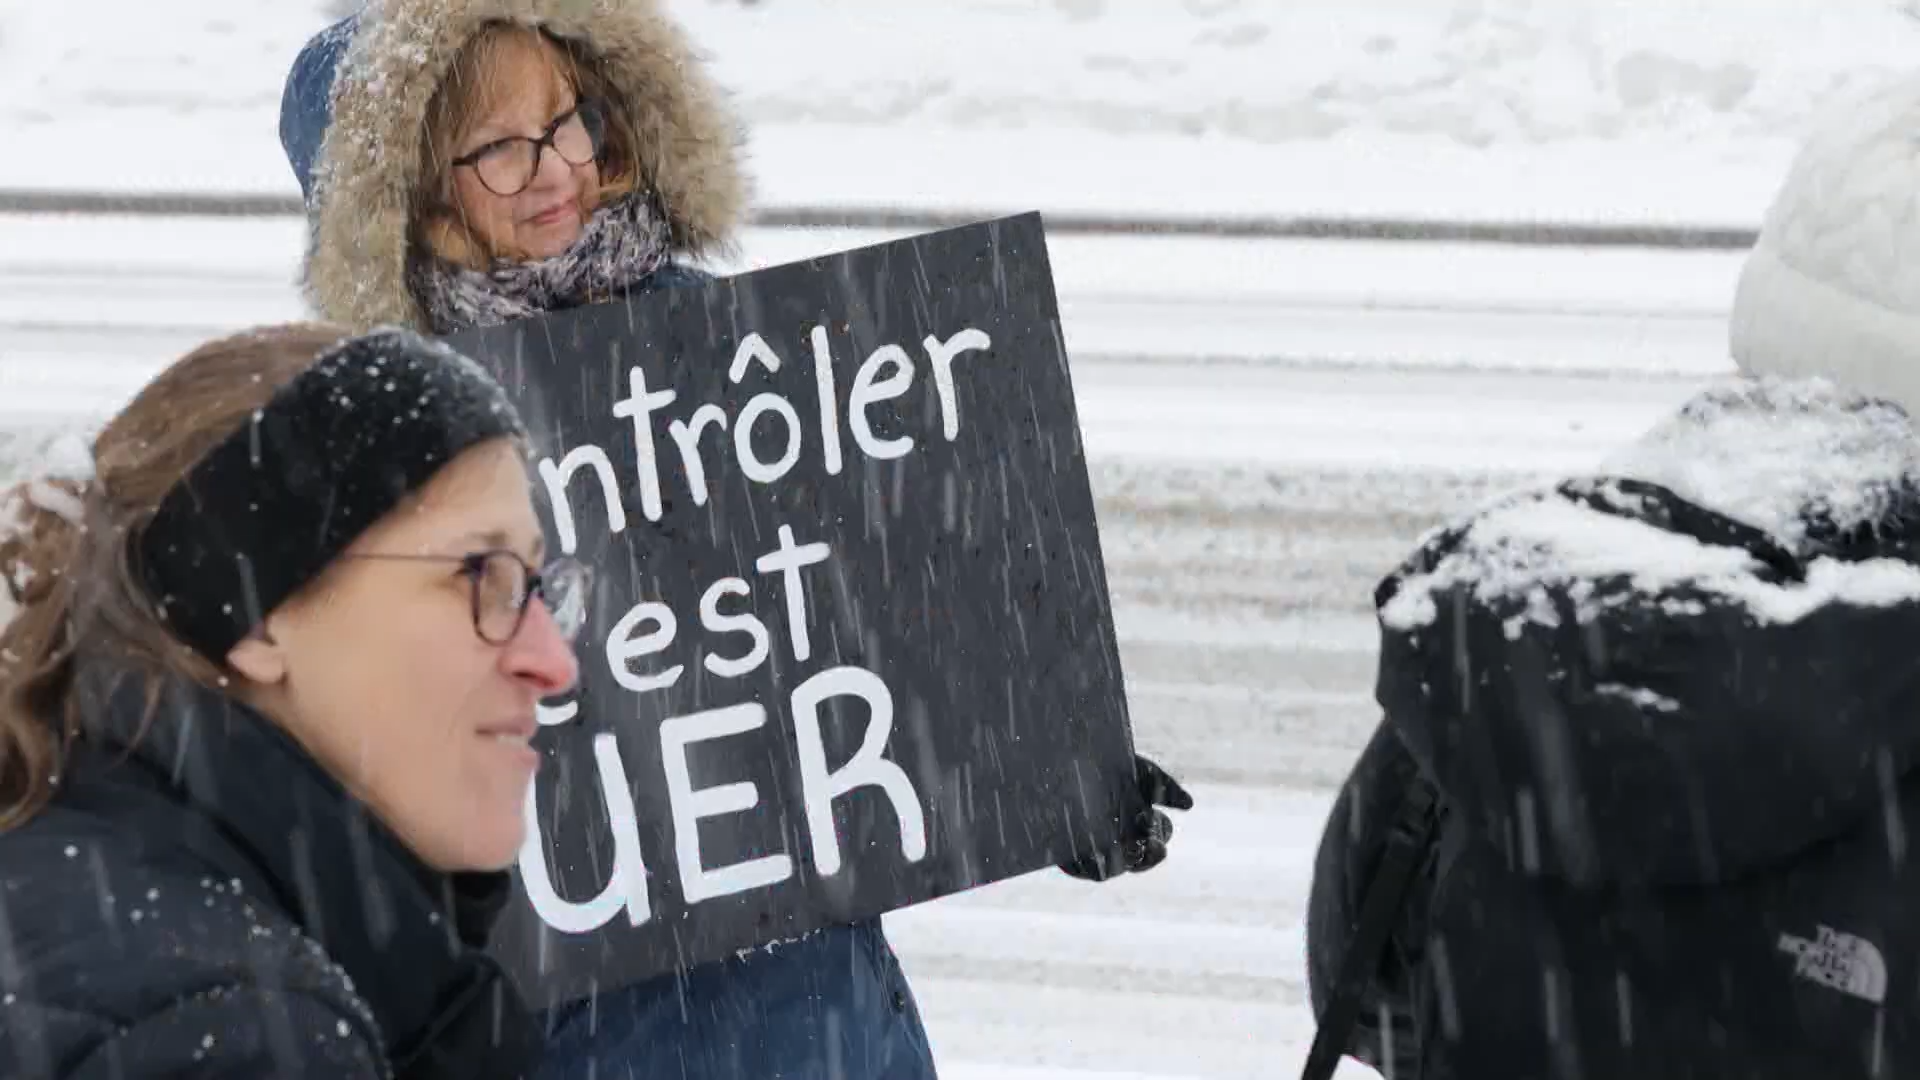 ntrôler
est
UER
THE
NORTH
FACE